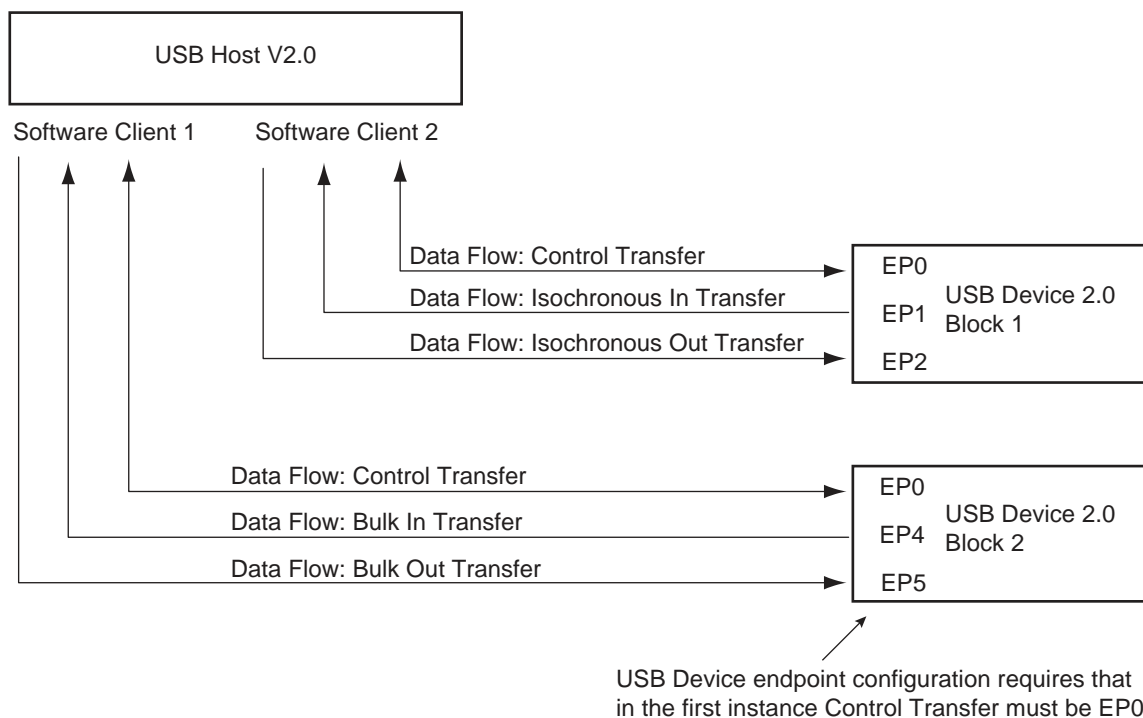 USB Host V2.0
Software Client 1
Software Client 2
Data Flow: Control Transfer
EP0
Data Flow: Isochronous In Transfer
EP1
USB Device 2.0
Block 1
Data Flow: Isochronous Out Transfer
EP2
Data Flow: Control Transfer
EP0
Data Flow: Bulk In Transfer
EP4
USB Device 2.0
Block 2
Data Flow: Bulk Out Transfer
EP5
USB Device endpoint configuration requires that
in the first instance Control Transfer must be EP0